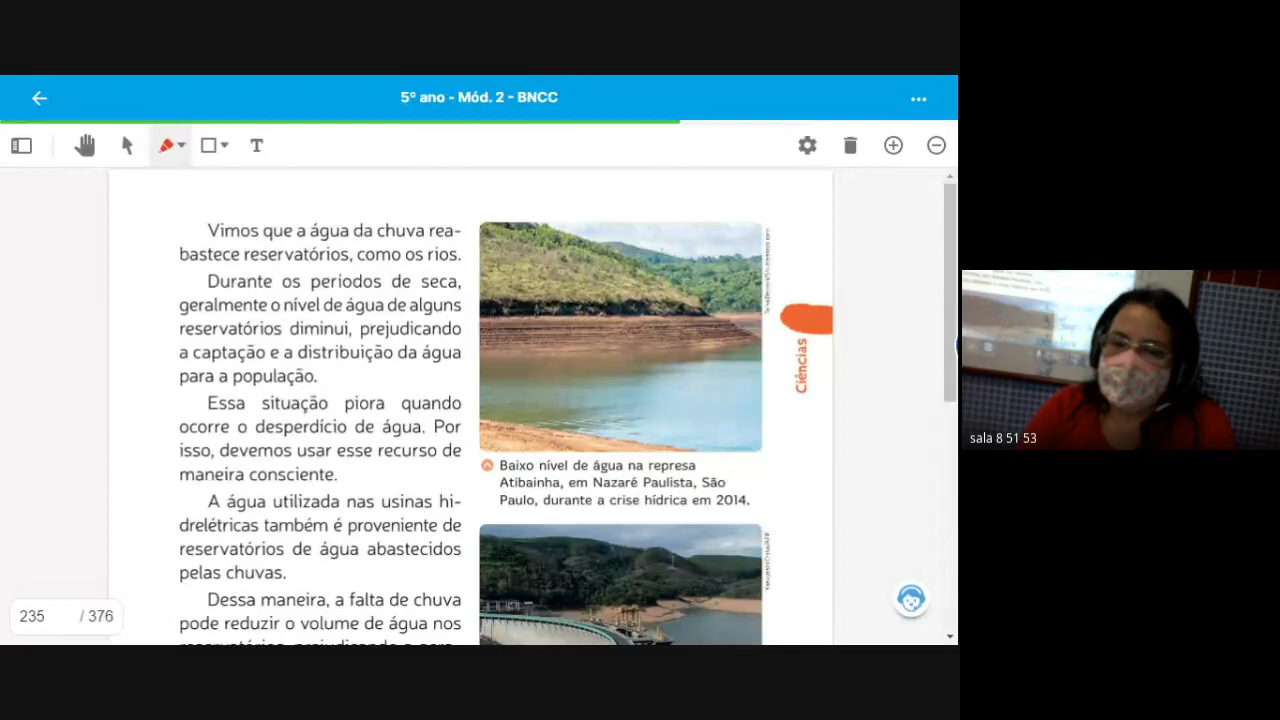 5º ano - Mód. 2 - BNCC
T
Vimos que a água da chuva rea-
bastece reservatórios, como os rios.
Durante os periodos de seca,
geralmente o nível de água de alguns
reservatórios diminui, prejudicando
a captação e a distribuição da água
para a população.
Essa situação piora quando
ocorre o desperdício de água. Por
isso, devemos usar esse recurso de
maneira consciente.
A água utilizada nas usinas hi-
drelétricas também é proveniente de
reservatórios de água abastecidos
pelas chuvas.
Dessa maneira, a falta de chuva
pode reduzir o volume de água nos
Baixo nível de água na represa
Atibainha, em Nazaré Paulista, São
Paulo, durante a crise hídrica em 2014.
Ciências
235 / 376
sala 8 51 53